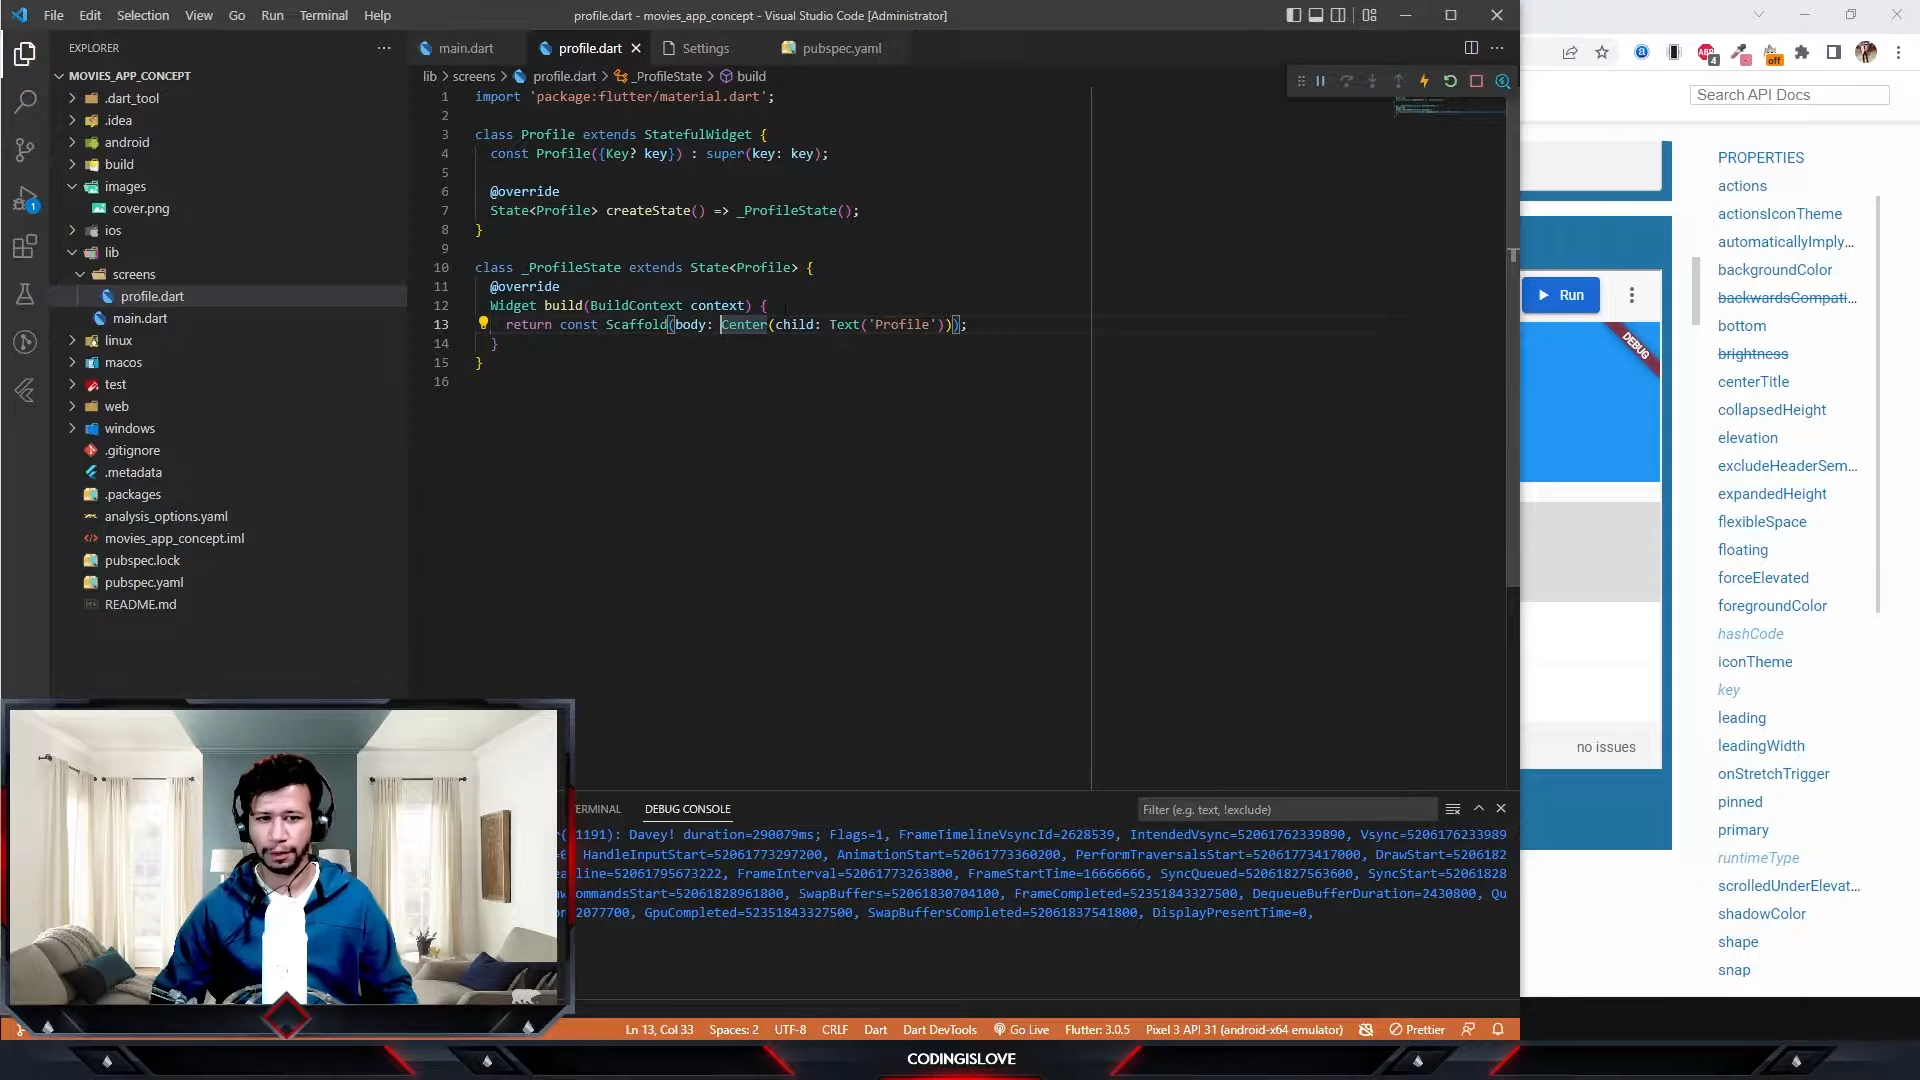 File Edit Selection View Go Run Terminal Help
profile.dart - movies_app_concept - Visual Studio Code [Administrator]
EXPLORER
MOVIES_APP_CONCEPT
.dart_tool
.idea
android
build
images
cover.png
ios
lib
screens
profile.dart
main.dart
linux
macos
test
web
windows
.gitignore
.metadata
.packages
analysis_options.yaml
movies_app_concept.iml
pubspec.lock
pubspec.yaml
README.md
1
main.dart profile.dart Settings pubspec.yaml
lib > screens > profile.dart > _ProfileState > build
1 import 'package:flutter/material.dart';
2
3 class Profile extends StatefulWidget {
4 const Profile({Key? key}) : super(key: key);
5
6 @override
7 State<Profile> createState() => _ProfileState();
8 }
9
10 class _ProfileState extends State<Profile> {
11 @override
12 Widget build(BuildContext context) {
13 return const Scaffold(body: Center(child: Text('Profile')));
14 }
15 }
16
ERMINAL DEBUG CONSOLE
Filter (e.g. text, !exclude)
1191): Davey! duration=290079ms; Flags=1, FrameTimelineVsyncId=2628539, IntendedVsync=52061762339890, Vsync=5206176233989
HandleInputStart=52061773297200, AnimationStart=52061773360200, PerformTraversalsStart=52061773417000, DrawStart=5206182
line=52061795673222, FrameInterval=52061773263800, FrameStartTime=16666666, SyncQueued=52061827563600, SyncStart=52061828
ommandsStart=52061828961800, SwapBuffers=52061830704100, FrameCompleted=52351843327500, DequeueBufferDuration=2430800, Qu
2077700, GpuCompleted=52351843327500, SwapBuffersCompleted=52061837541800, DisplayPresentTime=0,
Ln 13, Col 33 Spaces: 2 UTF-8 CRLF Dart Dart DevTools Go Live Flutter: 3.0.5 Pixel 3 API 31 (android-x64 emulator) Prettier
CODINGISLOVE
ABP
4
off
Search API Docs
Run
DEBUG
no issues
PROPERTIES
actions
actionsIconTheme
automaticallyImply...
backgroundColor
backwardsCompati...
bottom
brightness
centerTitle
collapsedHeight
elevation
excludeHeaderSem...
expandedHeight
flexibleSpace
floating
forceElevated
foregroundColor
hashCode
iconTheme
key
leading
leadingWidth
onStretchTrigger
pinned
primary
runtimeType
scrolledUnderElevat...
shadowColor
shape
snap